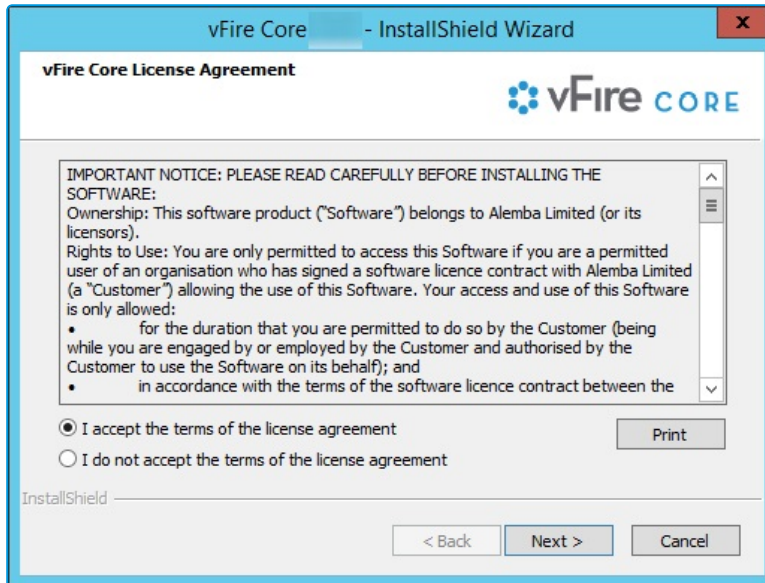 vFire Core - InstallShield Wizard
x
vFire Core License Agreement
vFire CORE
IMPORTANT NOTICE: PLEASE READ CAREFULLY BEFORE INSTALLING THE
SOFTWARE:
Ownership: This software product ("Software") belongs to Alemba Limited (or its
licensors).
Rights to Use: You are only permitted to access this Software if you are a permitted
user of an organisation who has signed a software licence contract with Alemba Limited
(a "Customer") allowing the use of this Software. Your access and use of this Software
is only allowed:
• for the duration that you are permitted to do so by the Customer (being
while you are engaged by or employed by the Customer and authorised by the
Customer to use the Software on its behalf); and
• in accordance with the terms of the software licence contract between the
I accept the terms of the license agreement
Print
I do not accept the terms of the license agreement
InstallShield
< Back Next > Cancel